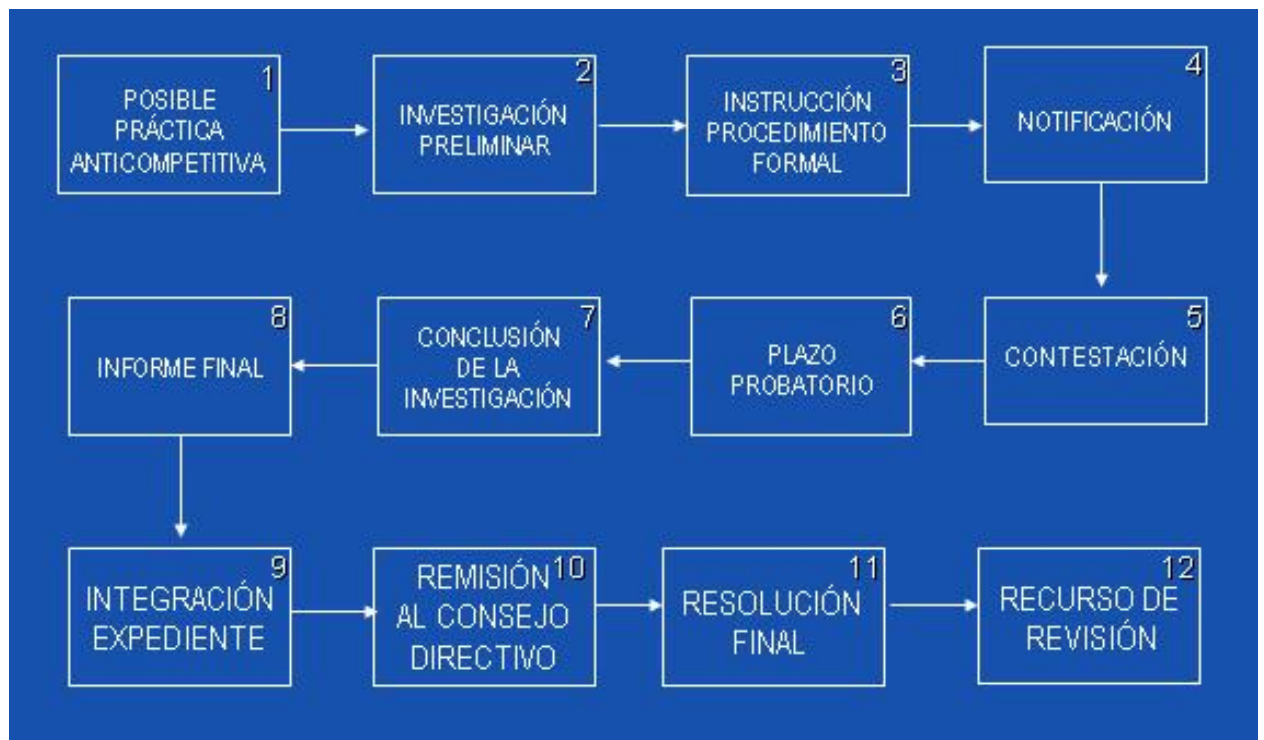 1
POSIBLE
PRÁCTICA
ANTICOMPETITIVA
2
INVESTIGACIÓN
PRELIMINAR
3
INSTRUCCIÓN
PROCEDIMIENTO
FORMAL
4
NOTIFICACIÓN
5
CONTESTACIÓN
6
PLAZO
PROBATORIO
7
CONCLUSIÓN
DE LA
INVESTIGACIÓN
8
INFORME FINAL
9
INTEGRACIÓN
EXPEDIENTE
10
REMISIÓN
AL CONSEJO
DIRECTIVO
11
RESOLUCIÓN
FINAL
12
RECURSO DE
REVISIÓN